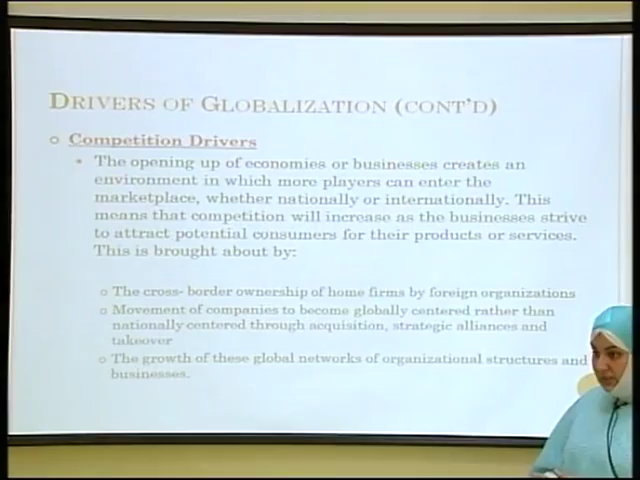 DRIVERS OF GLOBALIZATION (CONT'D)
Competition Drivers
The opening up of economies or businesses creates an
environment in which more players can enter the
marketplace, whether nationally or internationally. This
means that competition will increase as the businesses strive
to attract potential consumers for their products or services.
This is brought about by:
The cross- border ownership of home firms by foreign organizations
Movement of companies to become globally centered rather than
nationally centered through acquisition, strategic alliances and
takeover
The growth of these global networks of organizational structures and
businesses.